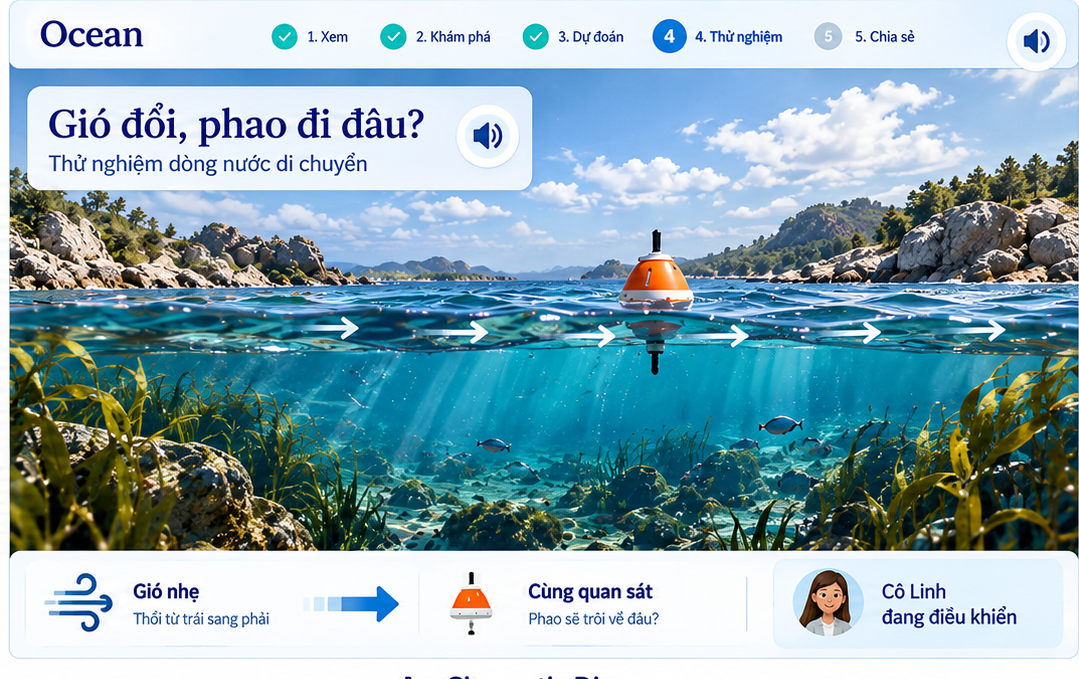 Ocean
1. Xem
2. Khám phá
3. Dự đoán
4
4. Thử nghiệm
5
5. Chia sẻ
Gió đổi, phao đi đâu?
Thử nghiệm dòng nước di chuyển
Gió nhẹ
Thổi từ trái sang phải
Cùng quan sát
Phao sẽ trôi về đâu?
Cô Linh
đang điều khiển